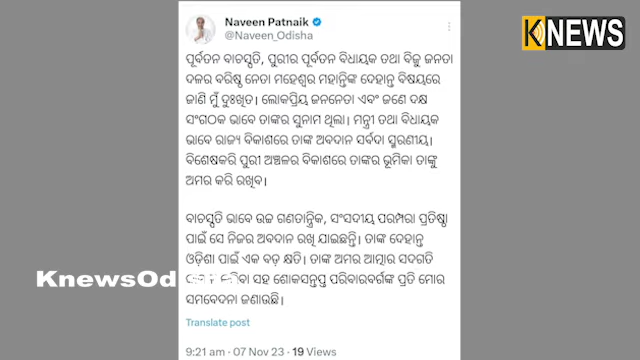 Naveen Patnaik
@Naveen_Odisha
K NEWS
ପୂର୍ବତନ ବାଚସ୍ପତି, ପୁରୀର ପୂର୍ବତନ ବିଧାୟକ ତଥା ବିଜୁ ଜନତା
ଦଳର ବରିଷ୍ଠ ନେତା ମହେଶ୍ୱର ମହାନ୍ତିଙ୍କ ଦେହାନ୍ତ ବିଷୟରେ
ଜାଣି ମୁଁ ଦୁଃଖିତ। ଲୋକପ୍ରିୟ ଜନନେତା ଏବଂ ଜଣେ ଦକ୍ଷ
ସଂଗଠକ ଭାବେ ତାଙ୍କର ସୁନାମ ଥିଲା। ମନ୍ତ୍ରୀ ତଥା ବିଧାୟକ
ଭାବେ ରାଜ୍ୟ ବିକାଶରେ ତାଙ୍କ ଅବଦାନ ସର୍ବଦା ସ୍ମରଣୀୟ।
ବିଶେଷକରି ପୁରୀ ଅଞ୍ଚଳର ବିକାଶରେ ତାଙ୍କର ଭୂମିକା ତାଙ୍କୁ
ଅମର କରି ରଖିବ।
ବାଚସ୍ପତି ଭାବେ ଉଚ୍ଚ ଗଣତାନ୍ତ୍ରିକ, ସଂସଦୀୟ ପରମ୍ପରା ପ୍ରତିଷ୍ଠା
ପାଇଁ ସେ ନିଜର ଅବଦାନ ରଖି ଯାଇଛନ୍ତି। ତାଙ୍କ ଦେହାନ୍ତ
ଓଡ଼ିଶା ପାଇଁ ଏକ ବଡ଼ କ୍ଷତି। ତାଙ୍କ ଅମର ଆତ୍ମାର ସଦଗତି
ସହ ଶୋକସନ୍ତପ୍ତ ପରିବାରବର୍ଗଙ୍କ ପ୍ରତି ମୋର
ସମବେଦନା ଜଣାଉଛି।
KnewsOd
Translate post
9:21 am · 07 Nov 23 · 19 Views